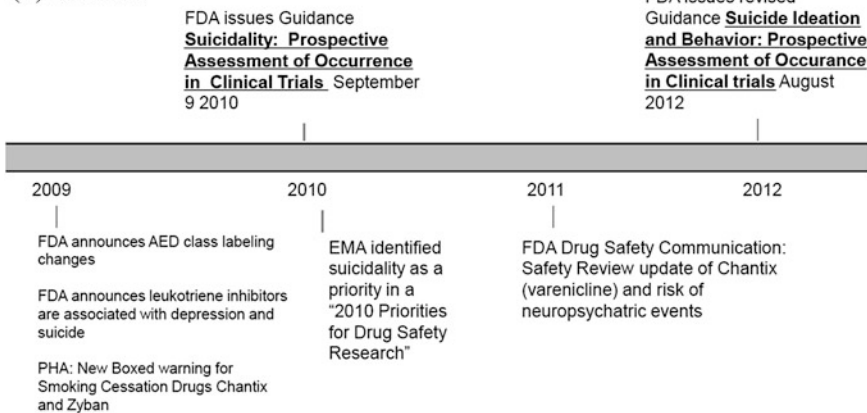 FDA issues Guidance
Suicidality: Prospective
Assessment of Occurrence
in Clinical Trials September
9 2010
FDA issues revised
Guidance Suicide Ideation
and Behavior: Prospective
Assessment of Occurance
in Clinical trials August
2012
2009
2010
2011
2012
FDA announces AED class labeling
changes
FDA announces leukotriene inhibitors
are associated with depression and
suicide
PHA: New Boxed warning for
Smoking Cessation Drugs Chantix
and Zyban
EMA identified
suicidality as a
priority in a
“2010 Priorities
for Drug Safety
Research”
FDA Drug Safety Communication:
Safety Review update of Chantix
(varenicline) and risk of
neuropsychatric events